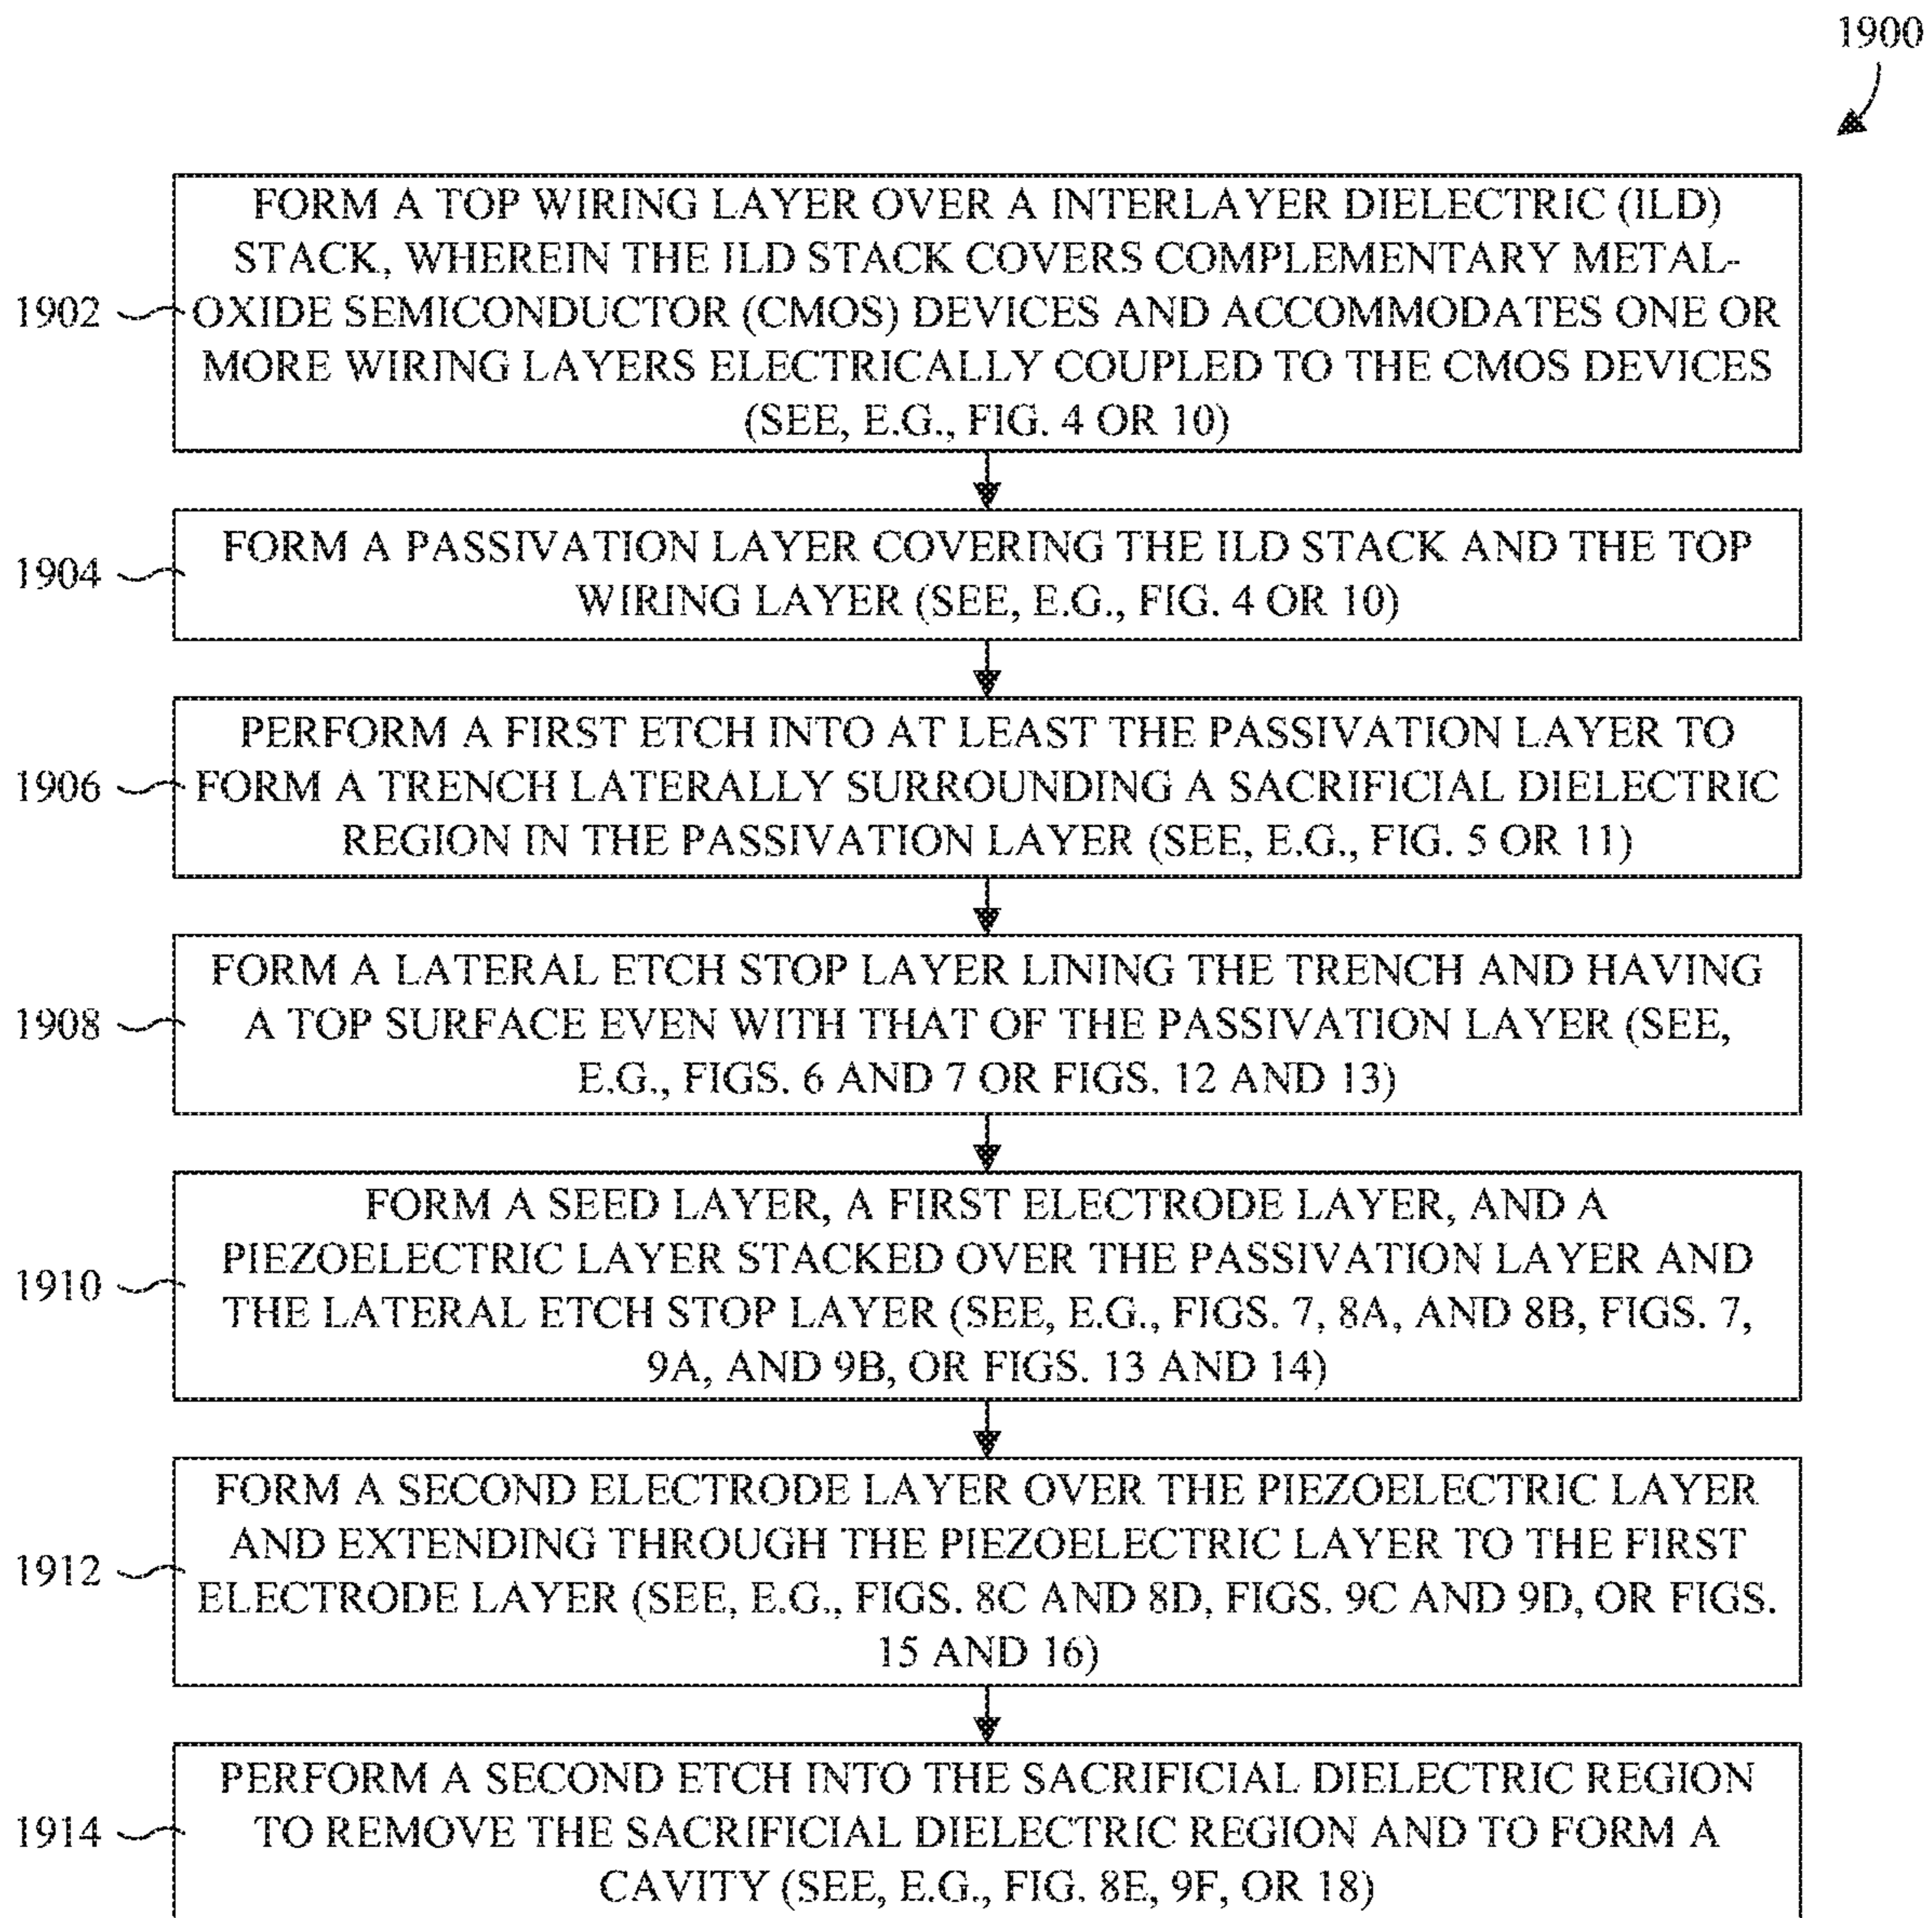 1900
FORM A TOP WIRING LAYER OVER A INTERLAYER DIELECTRIC (ILD)
STACK, WHEREIN THE ILD STACK COVERS COMPLEMENTARY METAL-
1902
OXIDE SEMICONDUCTOR (CMOS) DEVICES AND ACCOMMODATES ONE OR
MORE WIRING LAYERS ELECTRICALLY COUPLED TO THE CMOS DEVICES
(SEE, E.G., FIG. 4 OR 10)
1904
FORM A PASSIVATION LAYER COVERING THE ILD STACK AND THE TOP
WIRING LAYER (SEE, E.G., FIG. 4 OR 10)
PERFORM A FIRST ETCH INTO AT LEAST THE PASSIVATION LAYER TO
1906
FORM A TRENCH LATERALLY SURROUNDING A SACRIFICIAL DIELECTRIC
REGION IN THE PASSIVATION LAYER (SEE, E.G., FIG. 5 OR 11)
FORM A LATERAL ETCH STOP LAYER LINING THE TRENCH AND HAVING
1908
A TOP SURFACE EVEN WITH THAT OF THE PASSIVATION LAYER (SEE,
E.G., FIGS. 6 AND 7 OR FIGS. 12 AND 13)
FORM A SEED LAYER, A FIRST ELECTRODE LAYER, AND A
PIEZOELECTRIC LAYER STACKED OVER THE PASSIVATION LAYER AND
1910
THE LATERAL ETCH STOP LAYER (SEE, E.G., FIGS. 7, 8A, AND 8B, FIGS. 7,
9A, AND 9B, OR FIGS. 13 AND 14)
FORM A SECOND ELECTRODE LAYER OVER THE PIEZOELECTRIC LAYER
AND EXTENDING THROUGH THE PIEZOELECTRIC LAYER TO THE FIRST
1912
ELECTRODE LAYER (SEE, E.G., FIGS. 8C AND 8D, FIGS. 9C AND 9D, OR FIGS.
15 AND 16)
PERFORM A SECOND ETCH INTO THE SACRIFICIAL DIELECTRIC REGION
1914
TO REMOVE THE SACRIFICIAL DIELECTRIC REGION AND TO FORM A
CAVITY (SEE, E.G., FIG. 8E, 9F, OR 18)